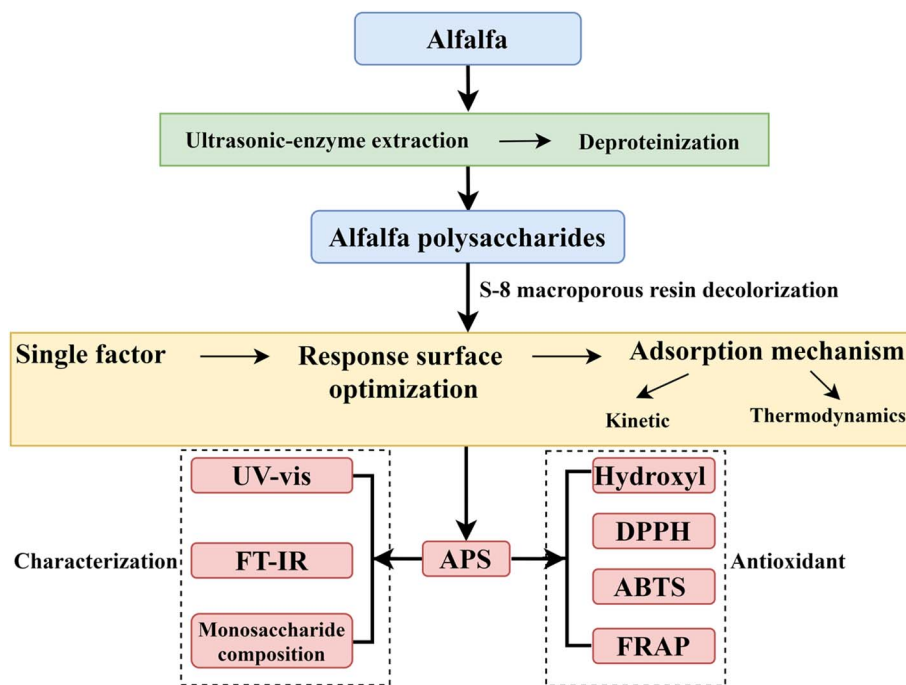 Alfalfa
Ultrasonic-enzyme extraction
Deproteinization
Alfalfa polysaccharides
S-8 macroporous resin decolorization
Single factor
Response surface
optimization
Adsorption mechanism
Kinetic
Thermodynamics
Characterization
UV-vis
FT-IR
Monosaccharide
composition
APS
Hydroxyl
DPPH
ABTS
FRAP
Antioxidant